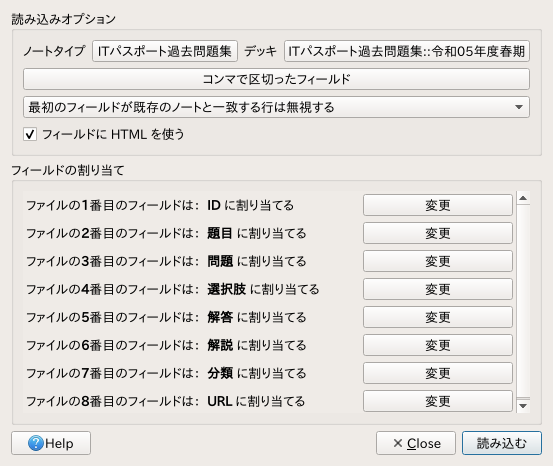 読み込みオプション
ノートタイプ ITパスポート過去問題集 デッキ ITパスポート過去問題集::令和05年度春期
コンマで区切ったフィールド
最初のフィールドが既存のノートと一致する行は無視する
フィールドに HTML を使う
フィールドの割り当て
ファイルの1番目のフィールドは: ID に割り当てる 変更
ファイルの2番目のフィールドは: 題目 に割り当てる 変更
ファイルの3番目のフィールドは: 問題 に割り当てる 変更
ファイルの4番目のフィールドは: 選択肢 に割り当てる 変更
ファイルの5番目のフィールドは: 解答 に割り当てる 変更
ファイルの6番目のフィールドは: 解説 に割り当てる 変更
ファイルの7番目のフィールドは: 分類 に割り当てる 変更
ファイルの8番目のフィールドは: URL に割り当てる 変更
Help Close 読み込む